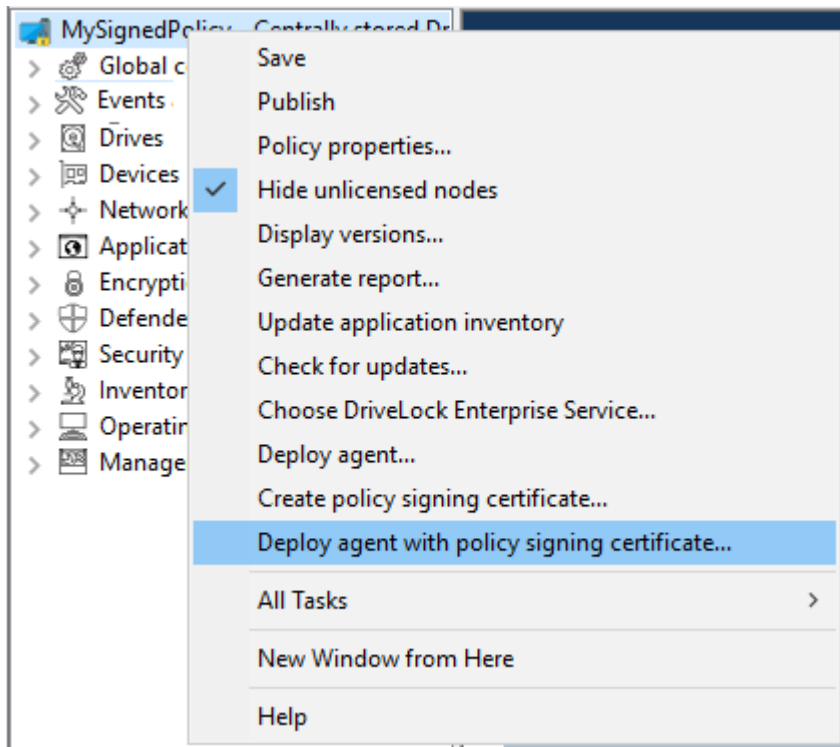 MySignedPolicy - Centrally stored Dr
Global c
Events
Drives
Devices
Network
Applicat
Encrypti
Defende
Security
Inventor
Operatin
Manage
Save
Publish
Policy properties...
Hide unlicensed nodes
Display versions...
Generate report...
Update application inventory
Check for updates...
Choose DriveLock Enterprise Service...
Deploy agent...
Create policy signing certificate...
Deploy agent with policy signing certificate...
All Tasks
New Window from Here
Help